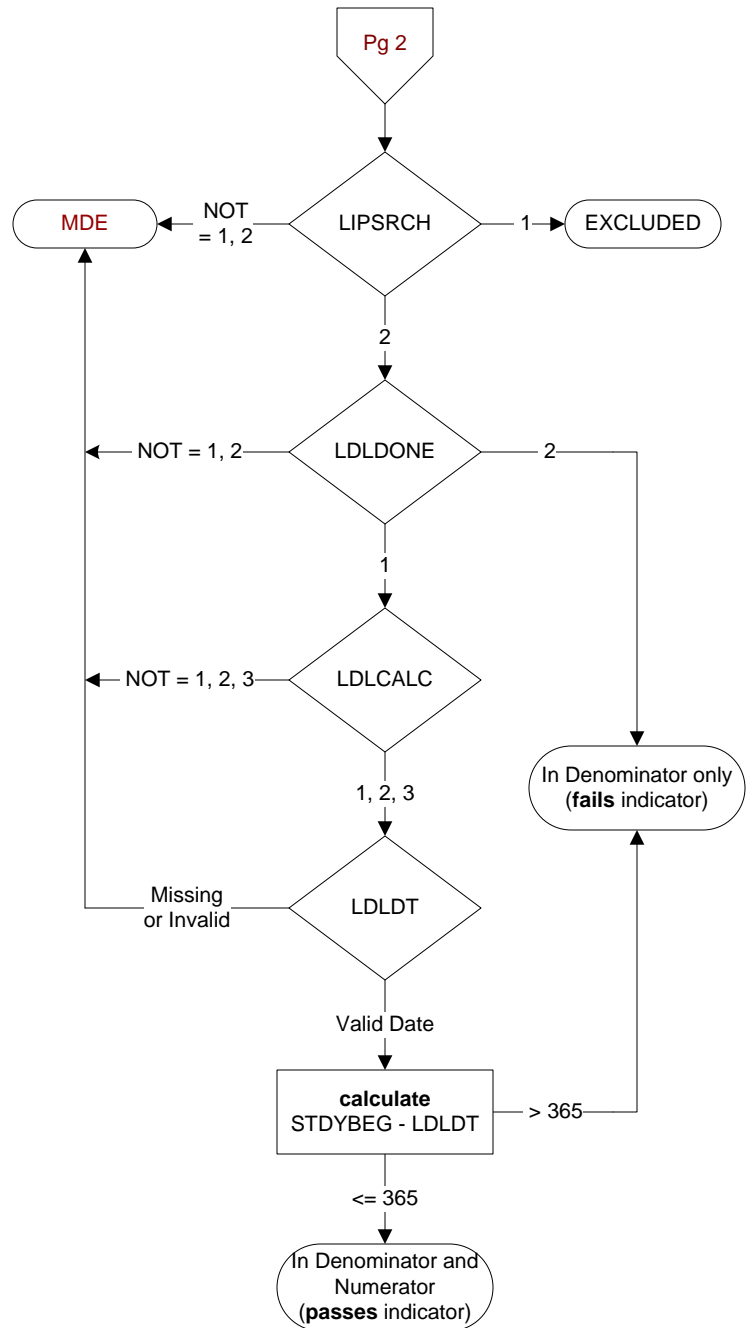 Pg 2
MDE
NOT
= 1, 2
LIPSRCH
1
EXCLUDED
2
NOT = 1, 2
LDLDONE
2
1
NOT = 1, 2, 3
LDLCALC
1, 2, 3
In Denominator only
(fails indicator)
Missing
or Invalid
LDLDT
Valid Date
calculate
STDYBEG - LDLDT
> 365
<= 365
In Denominator and
Numerator
(passes indicator)